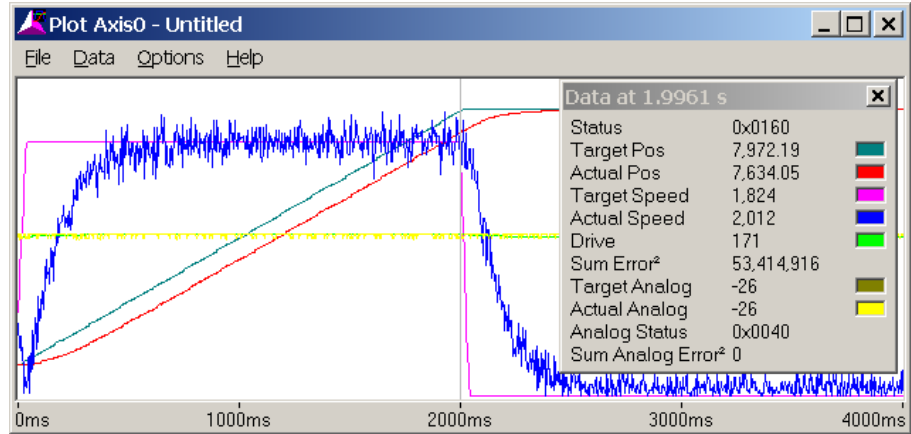 Plot Axis0 - Untitled
File Data Options Help
Data at 1.9961 s
Status 0x0160
Target Pos 7,972.19
Actual Pos 7,634.05
Target Speed 1,824
Actual Speed 2,012
Drive 171
Sum Error² 53,414,916
Target Analog -26
Actual Analog -26
Analog Status 0x0040
Sum Analog Error² 0
0ms 1000ms 2000ms 3000ms 4000ms